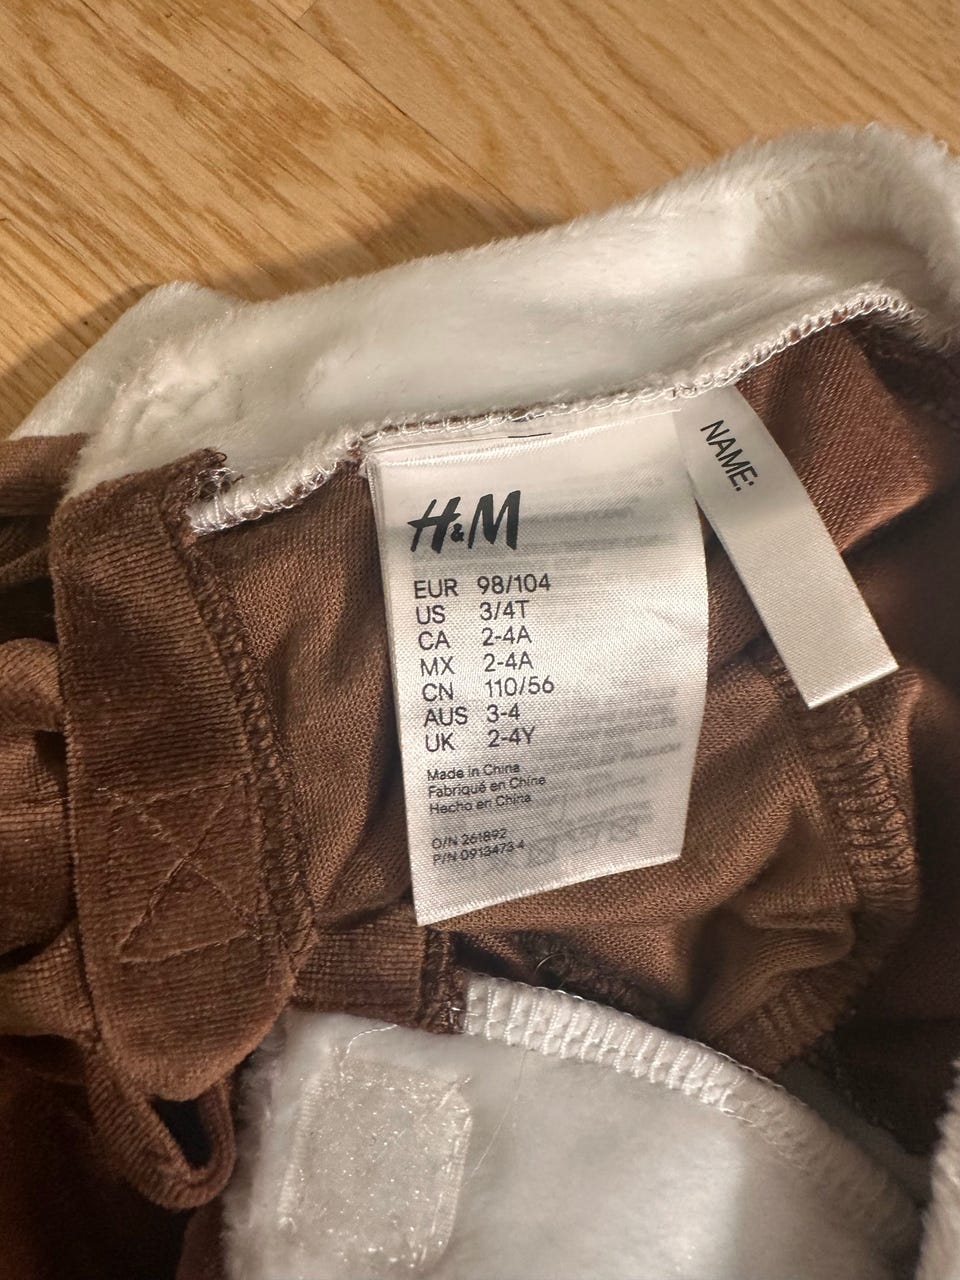 H&M
EUR 98/104
US 3/4T
CA 2-4A
MX 2-4A
CN 110/56
AUS 3-4
UK 2-4Y
Made in China
Fabriqué en Chine
Hecho en China
O/N 261892
P/N 0913473 4
NAME: